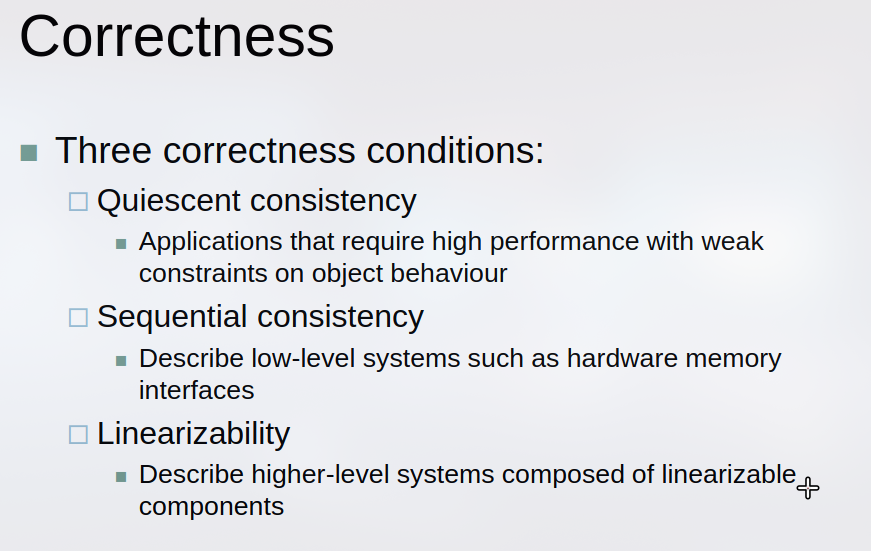 Correctness
Three correctness conditions:
Quiescent consistency
Applications that require high performance with weak
constraints on object behaviour
Sequential consistency
Describe low-level systems such as hardware memory
interfaces
Linearizability
Describe higher-level systems composed of linearizable
components